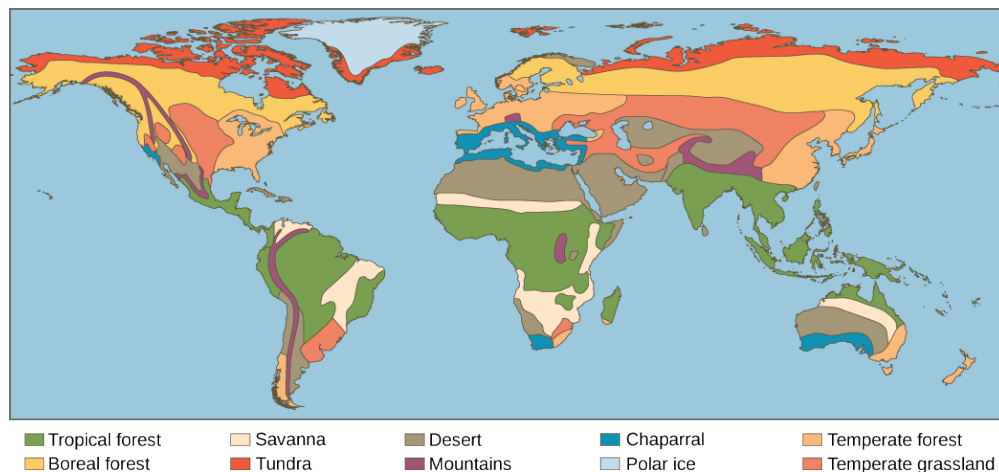 Tropical forest Savanna Desert Chaparral Temperate forest
Boreal forest Tundra Mountains Polar ice Temperate grassland